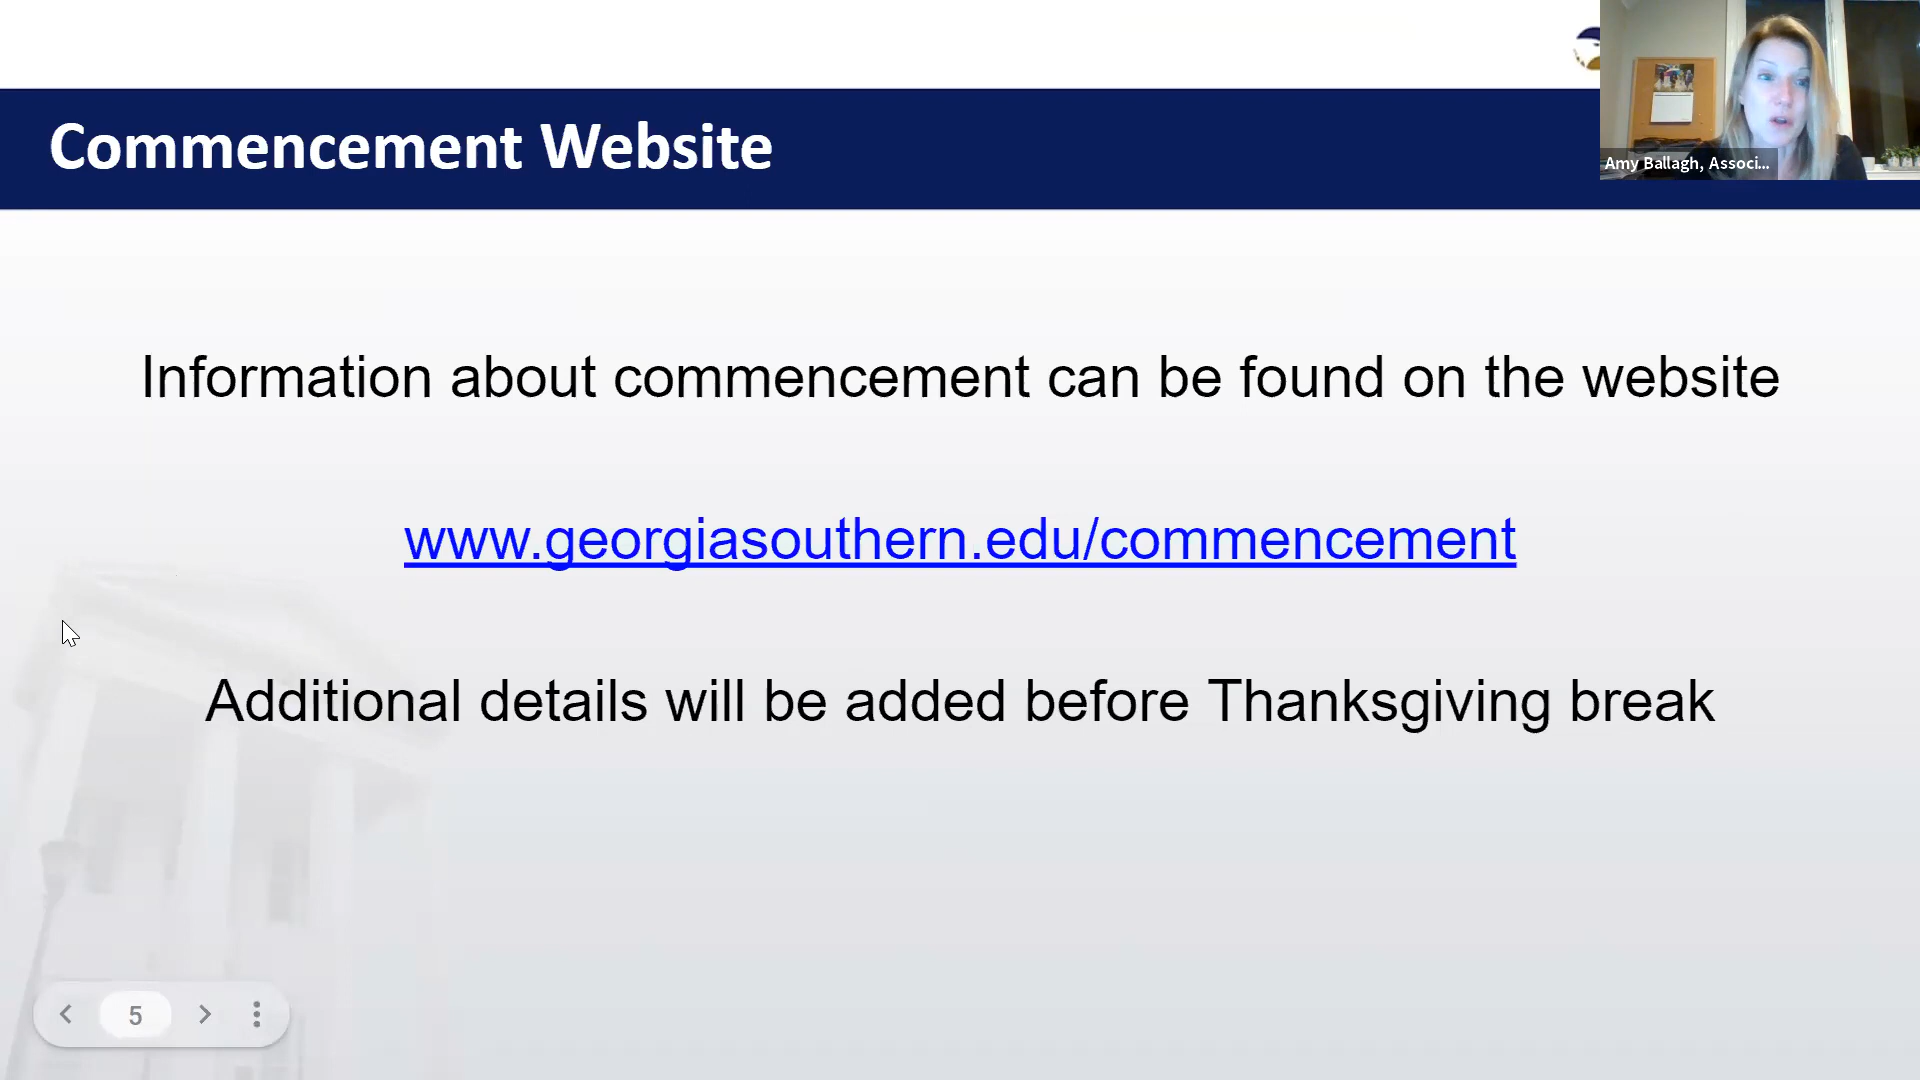 Commencement Website
Amy Ballagh, Associ...
Information about commencement can be found on the website
www.georgiasouthern.edu/commencement
Additional details will be added before Thanksgiving break
5